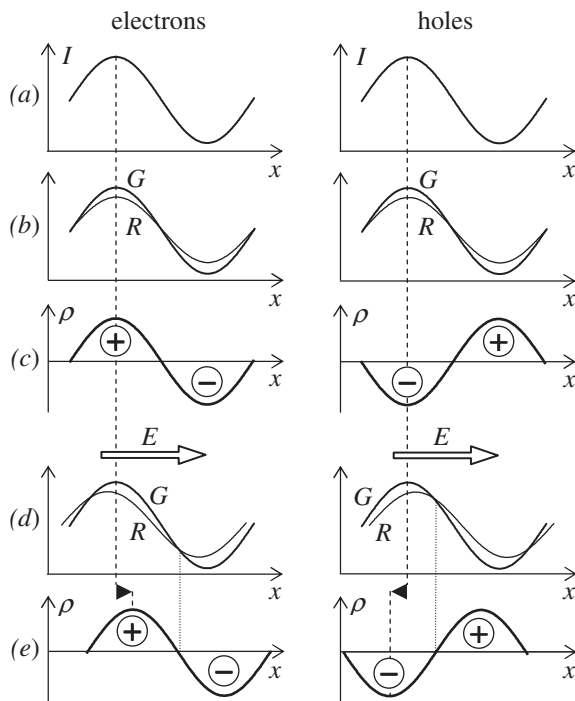 electrons holes
I I
(a)
x x
G G
(b)
R R
x x
ρ ρ
+ +
(c)
− −
x x
E E
G G
(d)
R R
x x
ρ ρ
+ +
(e)
− −
x x